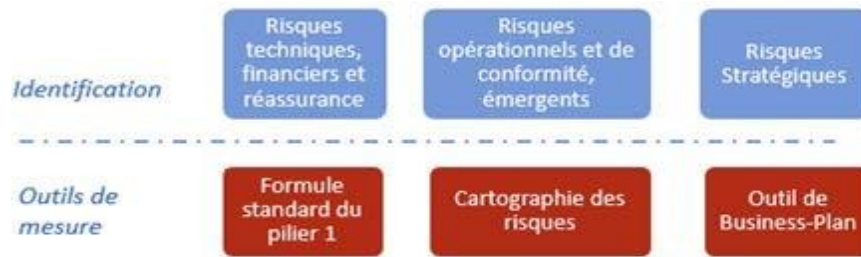 Identification
Risques
techniques,
financiers et
réassurance
Risques
opérationnels et de
conformité,
émergents
Risques
Stratégiques
Outils de
mesure
Formule
standard du
pilier 1
Cartographie des
risques
Outil de
Business-Plan